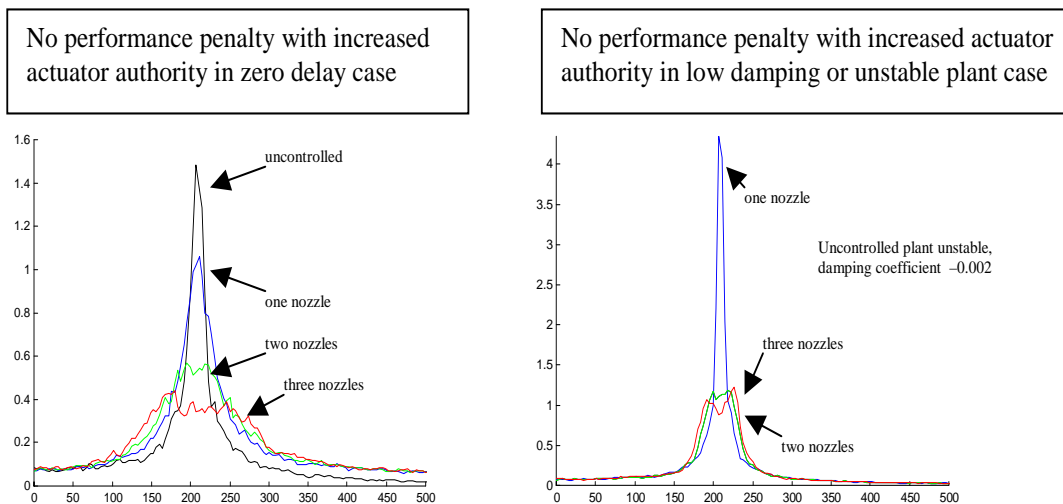 No performance penalty with increased
actuator authority in zero delay case
No performance penalty with increased actuator
authority in low damping or unstable plant case
1.6
1.4
1.2
1
0.8
0.6
0.4
0.2
0
0 50 100 150 200 250 300 350 400 450 500
uncontrolled
one nozzle
two nozzles
three nozzles
4
3.5
3
2.5
2
1.5
1
0.5
0
0 50 100 150 200 250 300 350 400 450 500
one nozzle
Uncontrolled plant unstable,
damping coefficient –0.002
three nozzles
two nozzles